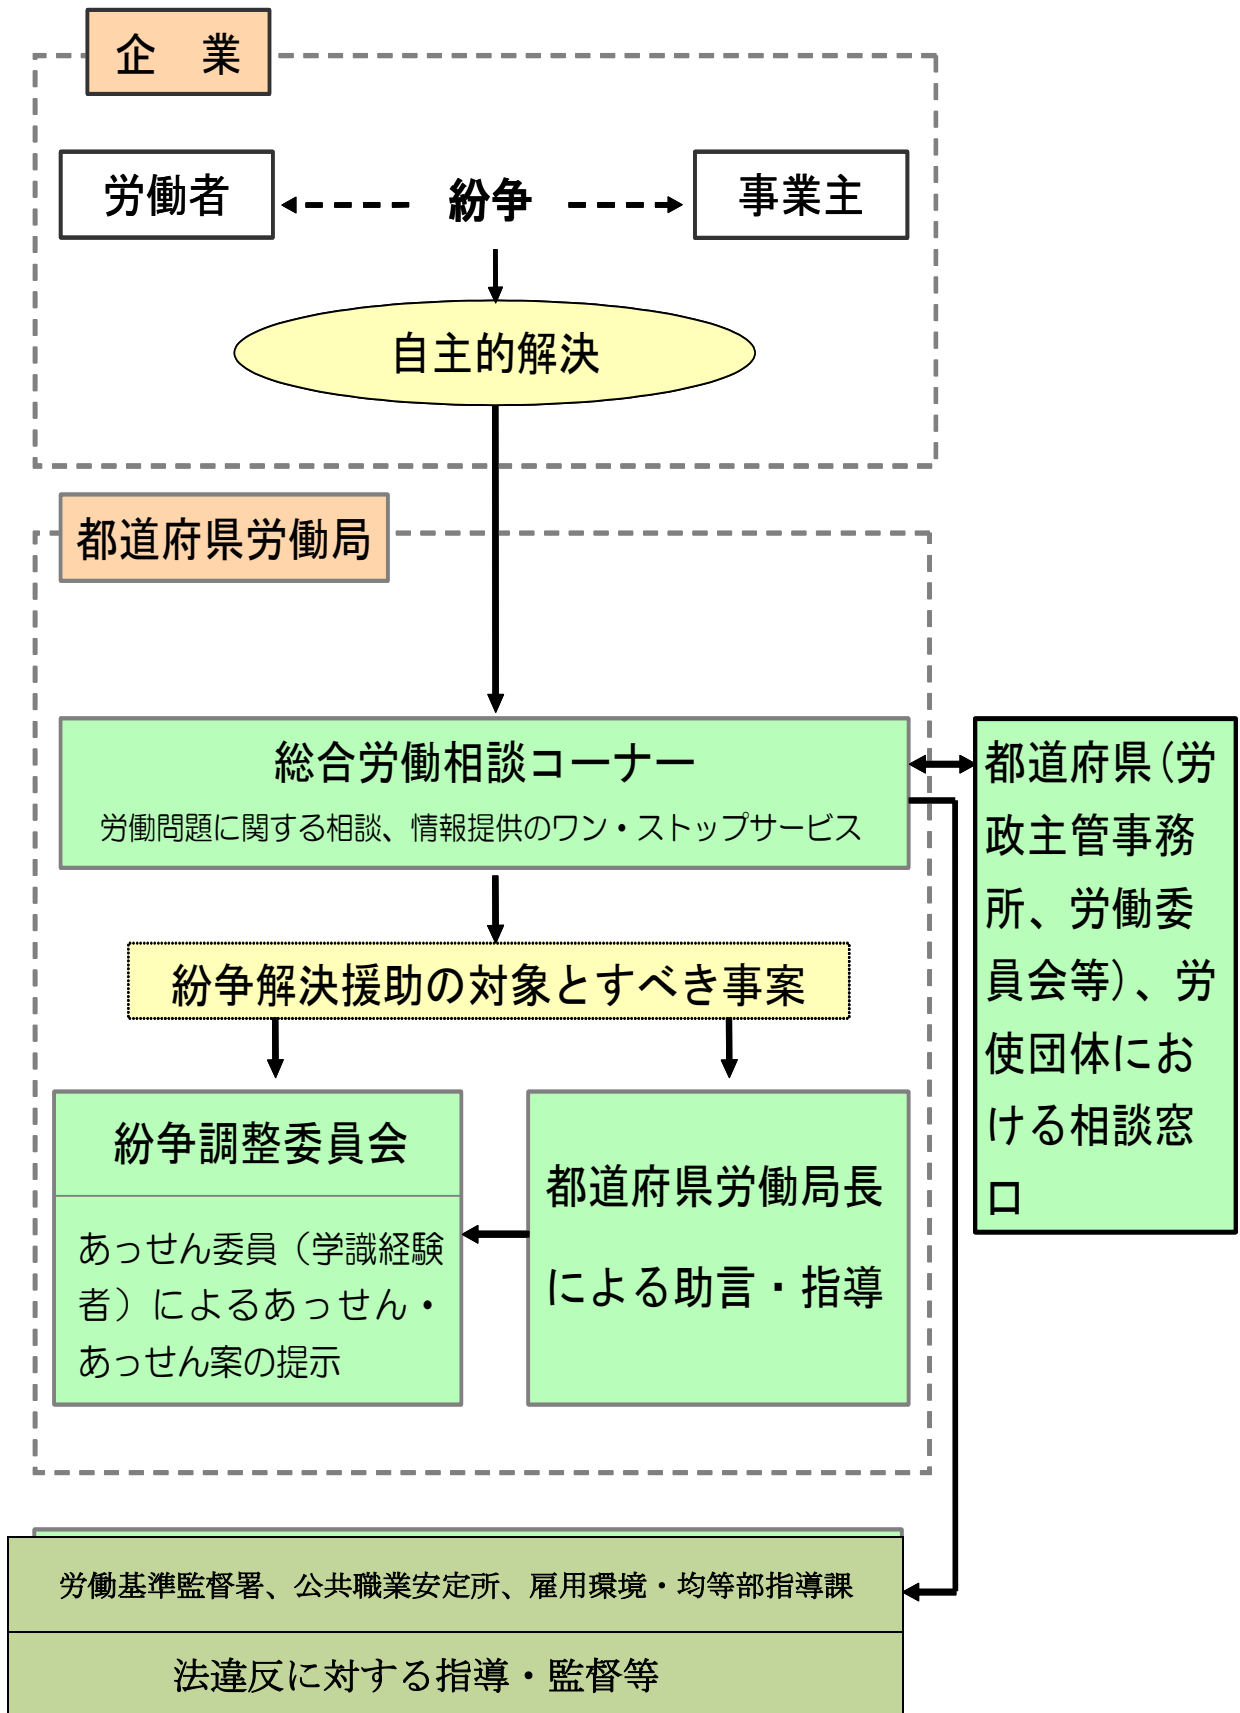 企　業
労働者
紛争
事業主
自主的解決
都道府県労働局
総合労働相談コーナー
労働問題に関する相談、情報提供のワン・ストップサービス
都道府県（労
政主管事務
所、労働委
員会等）、労
使団体にお
ける相談窓
口
紛争解決援助の対象とすべき事案
紛争調整委員会
あっせん委員（学識経験
者）によるあっせん・
あっせん案の提示
都道府県労働局長
による助言・指導
労働基準監督署、公共職業安定所、雇用環境・均等部指導課
法違反に対する指導・監督等